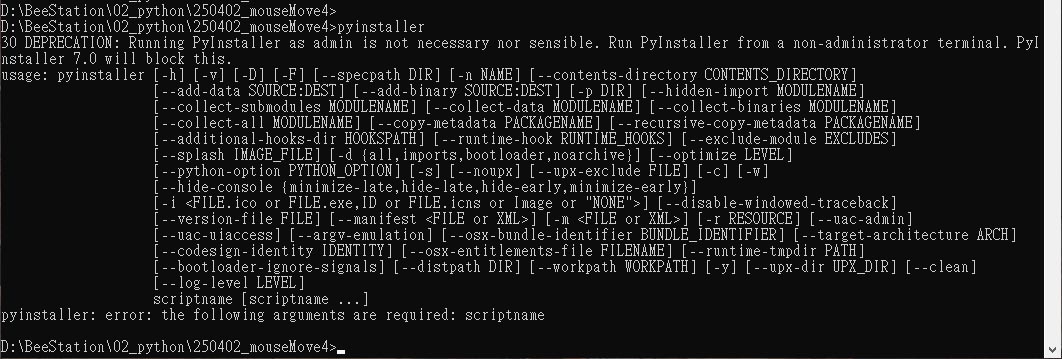 D:\BeeStation\02_python\250402_mouseMove4>
D:\BeeStation\02_python\250402_mouseMove4>pyinstaller
30 DEPRECATION: Running PyInstaller as admin is not necessary nor sensible. Run PyInstaller from a non-administrator terminal. PyI
nstaller 7.0 will block this.
usage: pyinstaller [-h] [-v] [-D] [-F] [--specpath DIR] [-n NAME] [--contents-directory CONTENTS_DIRECTORY]
[--add-data SOURCE:DEST] [--add-binary SOURCE:DEST] [-p DIR] [--hidden-import MODULENAME]
[--collect-submodules MODULENAME] [--collect-data MODULENAME] [--collect-binaries MODULENAME]
[--collect-all MODULENAME] [--copy-metadata PACKAGENAME] [--recursive-copy-metadata PACKAGENAME]
[--additional-hooks-dir HOOKSPATH] [--runtime-hook RUNTIME_HOOKS] [--exclude-module EXCLUDES]
[--splash IMAGE_FILE] [-d {all,imports,bootloader,noarchive}] [--optimize LEVEL]
[--python-option PYTHON_OPTION] [-s] [--noupx] [--upx-exclude FILE] [-c] [-w]
[--hide-console {minimize-late,hide-late,hide-early,minimize-early}]
[-i <FILE.ico or FILE.exe,ID or FILE.icns or Image or "NONE">] [--disable-windowed-traceback]
[--version-file FILE] [--manifest <FILE or XML>] [-m <FILE or XML>] [-r RESOURCE] [--uac-admin]
[--uac-uiaccess] [--argv-emulation] [--osx-bundle-identifier BUNDLE_IDENTIFIER] [--target-architecture ARCH]
[--codesign-identity IDENTITY] [--osx-entitlements-file FILENAME] [--runtime-tmpdir PATH]
[--bootloader-ignore-signals] [--distpath DIR] [--workpath WORKPATH] [-y] [--upx-dir UPX_DIR] [--clean]
[--log-level LEVEL]
scriptname [scriptname ...]
pyinstaller: error: the following arguments are required: scriptname
D:\BeeStation\02_python\250402_mouseMove4>